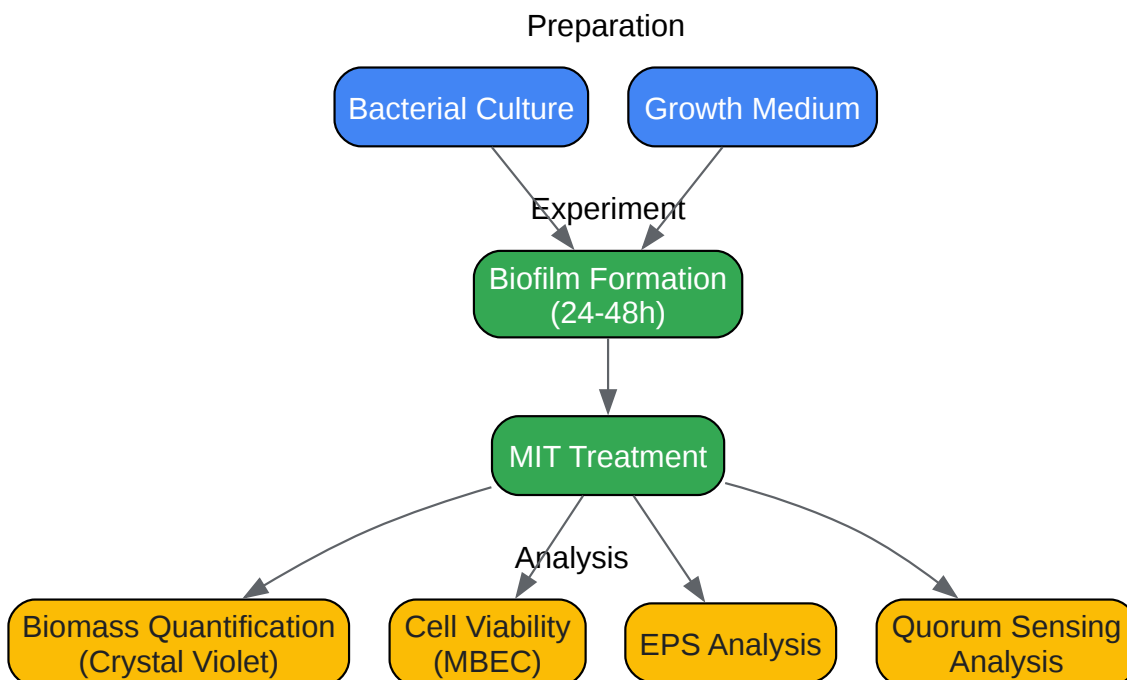 Preparation
Bacterial Culture
Growth Medium
Experiment
Biofilm Formation
(24-48h)
MIT Treatment
Analysis
Biomass Quantification
(Crystal Violet)
Cell Viability
(MBEC)
EPS Analysis
Quorum Sensing
Analysis